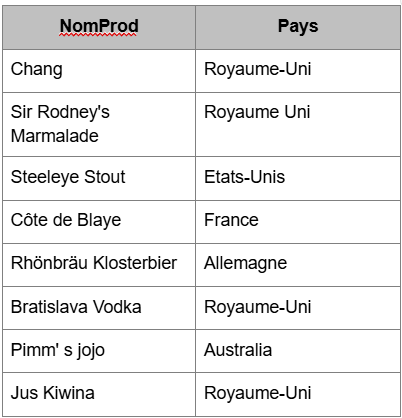 NomProd Pays
Chang Royaume-Uni
Sir Rodney's Royaume Uni
Marmalade
Steeleye Stout Etats-Unis
Côte de Blaye France
Rhönbräu Klosterbier Allemagne
Bratislava Vodka Royaume-Uni
Pimm' s jojo Australia
Jus Kiwina Royaume-Uni